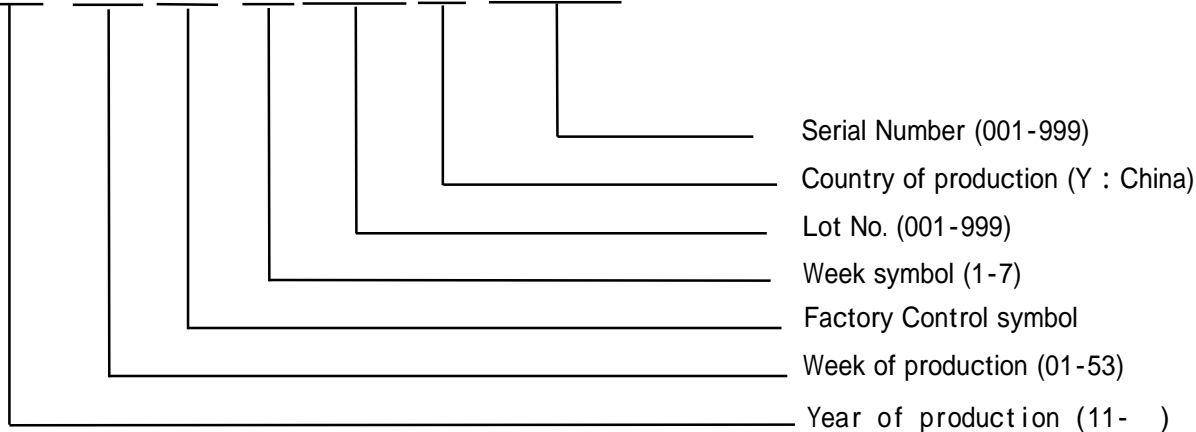 Serial Number (001-999)
Country of production (Y : China)
Lot No. (001-999)
Week symbol (1-7)
Factory Control symbol
Week of production (01-53)
Year of production (11- )